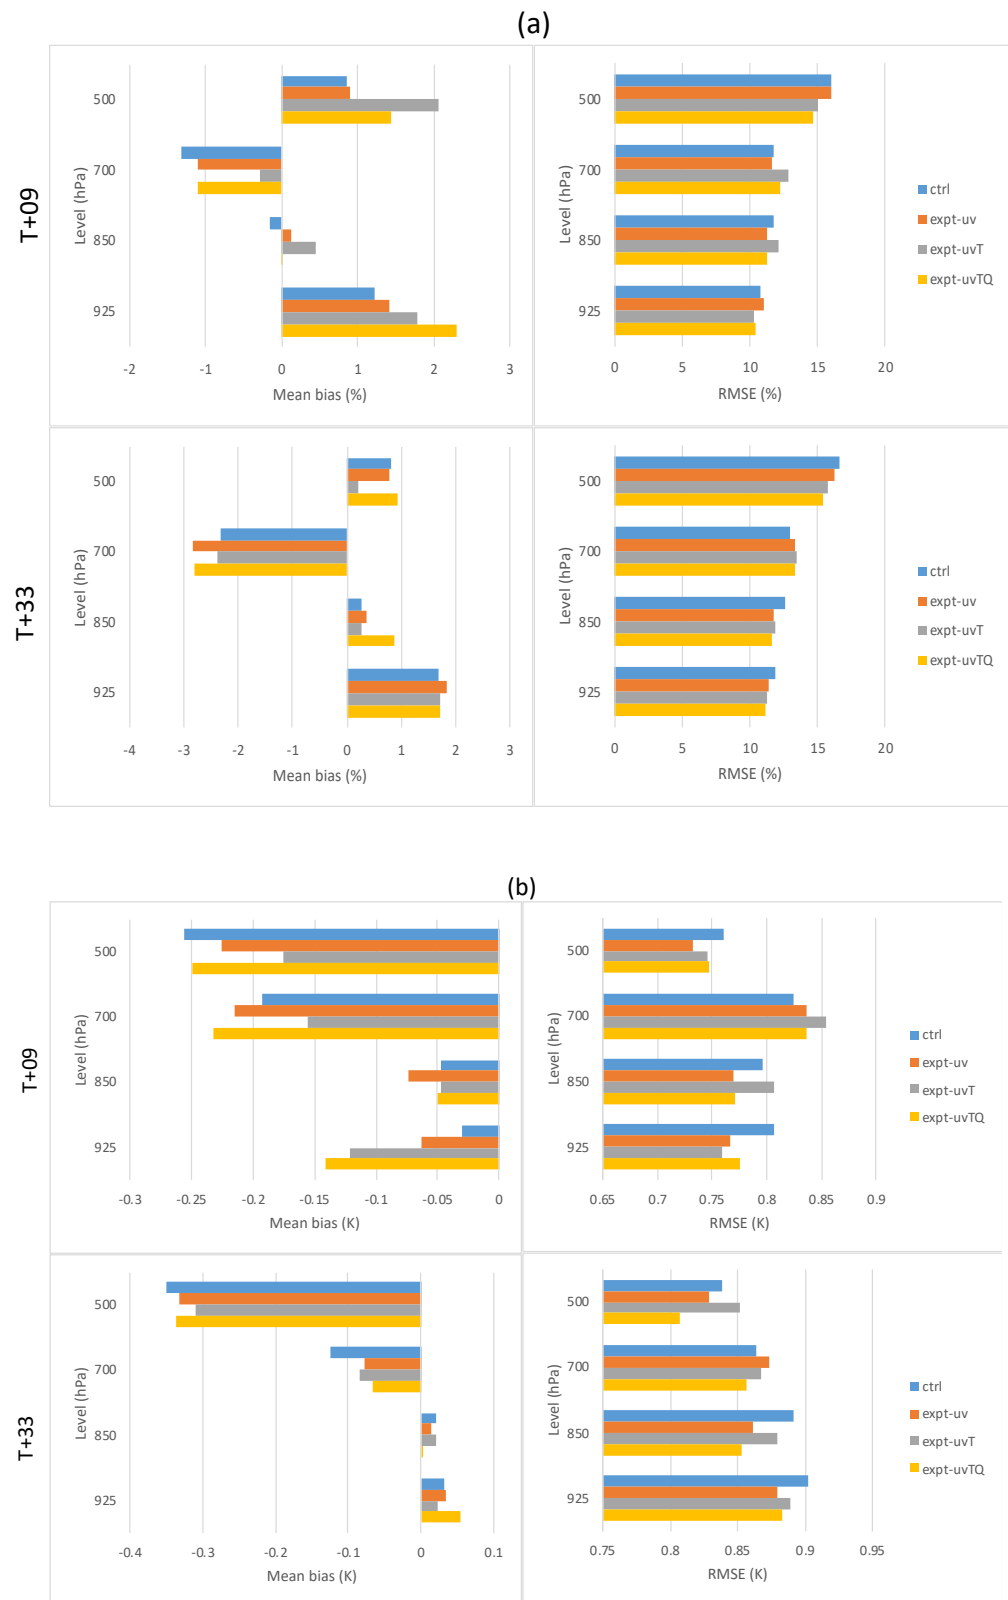 (a)
T+09
Level (hPa)
500
700
850
925
-2 -1 0 1 2 3
Mean bias (%)
Level (hPa)
500
700
850
925
0 5 10 15 20
RMSE (%)
ctrl
expt-uv
expt-uvT
expt-uvTQ
T+33
Level (hPa)
500
700
850
925
-4 -3 -2 -1 0 1 2 3
Mean bias (%)
Level (hPa)
500
700
850
925
0 5 10 15 20
RMSE (%)
ctrl
expt-uv
expt-uvT
expt-uvTQ
(b)
T+09
Level (hPa)
500
700
850
925
-0.3 -0.25 -0.2 -0.15 -0.1 -0.05 0
Mean bias (K)
Level (hPa)
500
700
850
925
0.65 0.7 0.75 0.8 0.85 0.9
RMSE (K)
ctrl
expt-uv
expt-uvT
expt-uvTQ
T+33
Level (hPa)
500
700
850
925
-0.4 -0.3 -0.2 -0.1 0 0.1
Mean bias (K)
Level (hPa)
500
700
850
925
0.75 0.8 0.85 0.9 0.95
RMSE (K)
ctrl
expt-uv
expt-uvT
expt-uvTQ